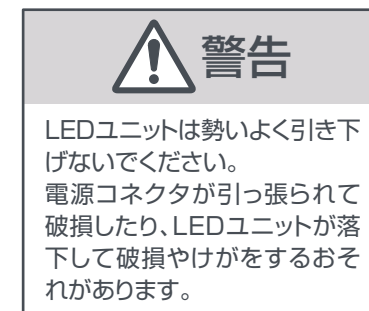 警告
LEDユニットは勢いよく引き下
げないでください。
電源コネクタが引っ張られて
破損したり、LEDユニットが落
下して破損やけがをするおそ
れがあります。